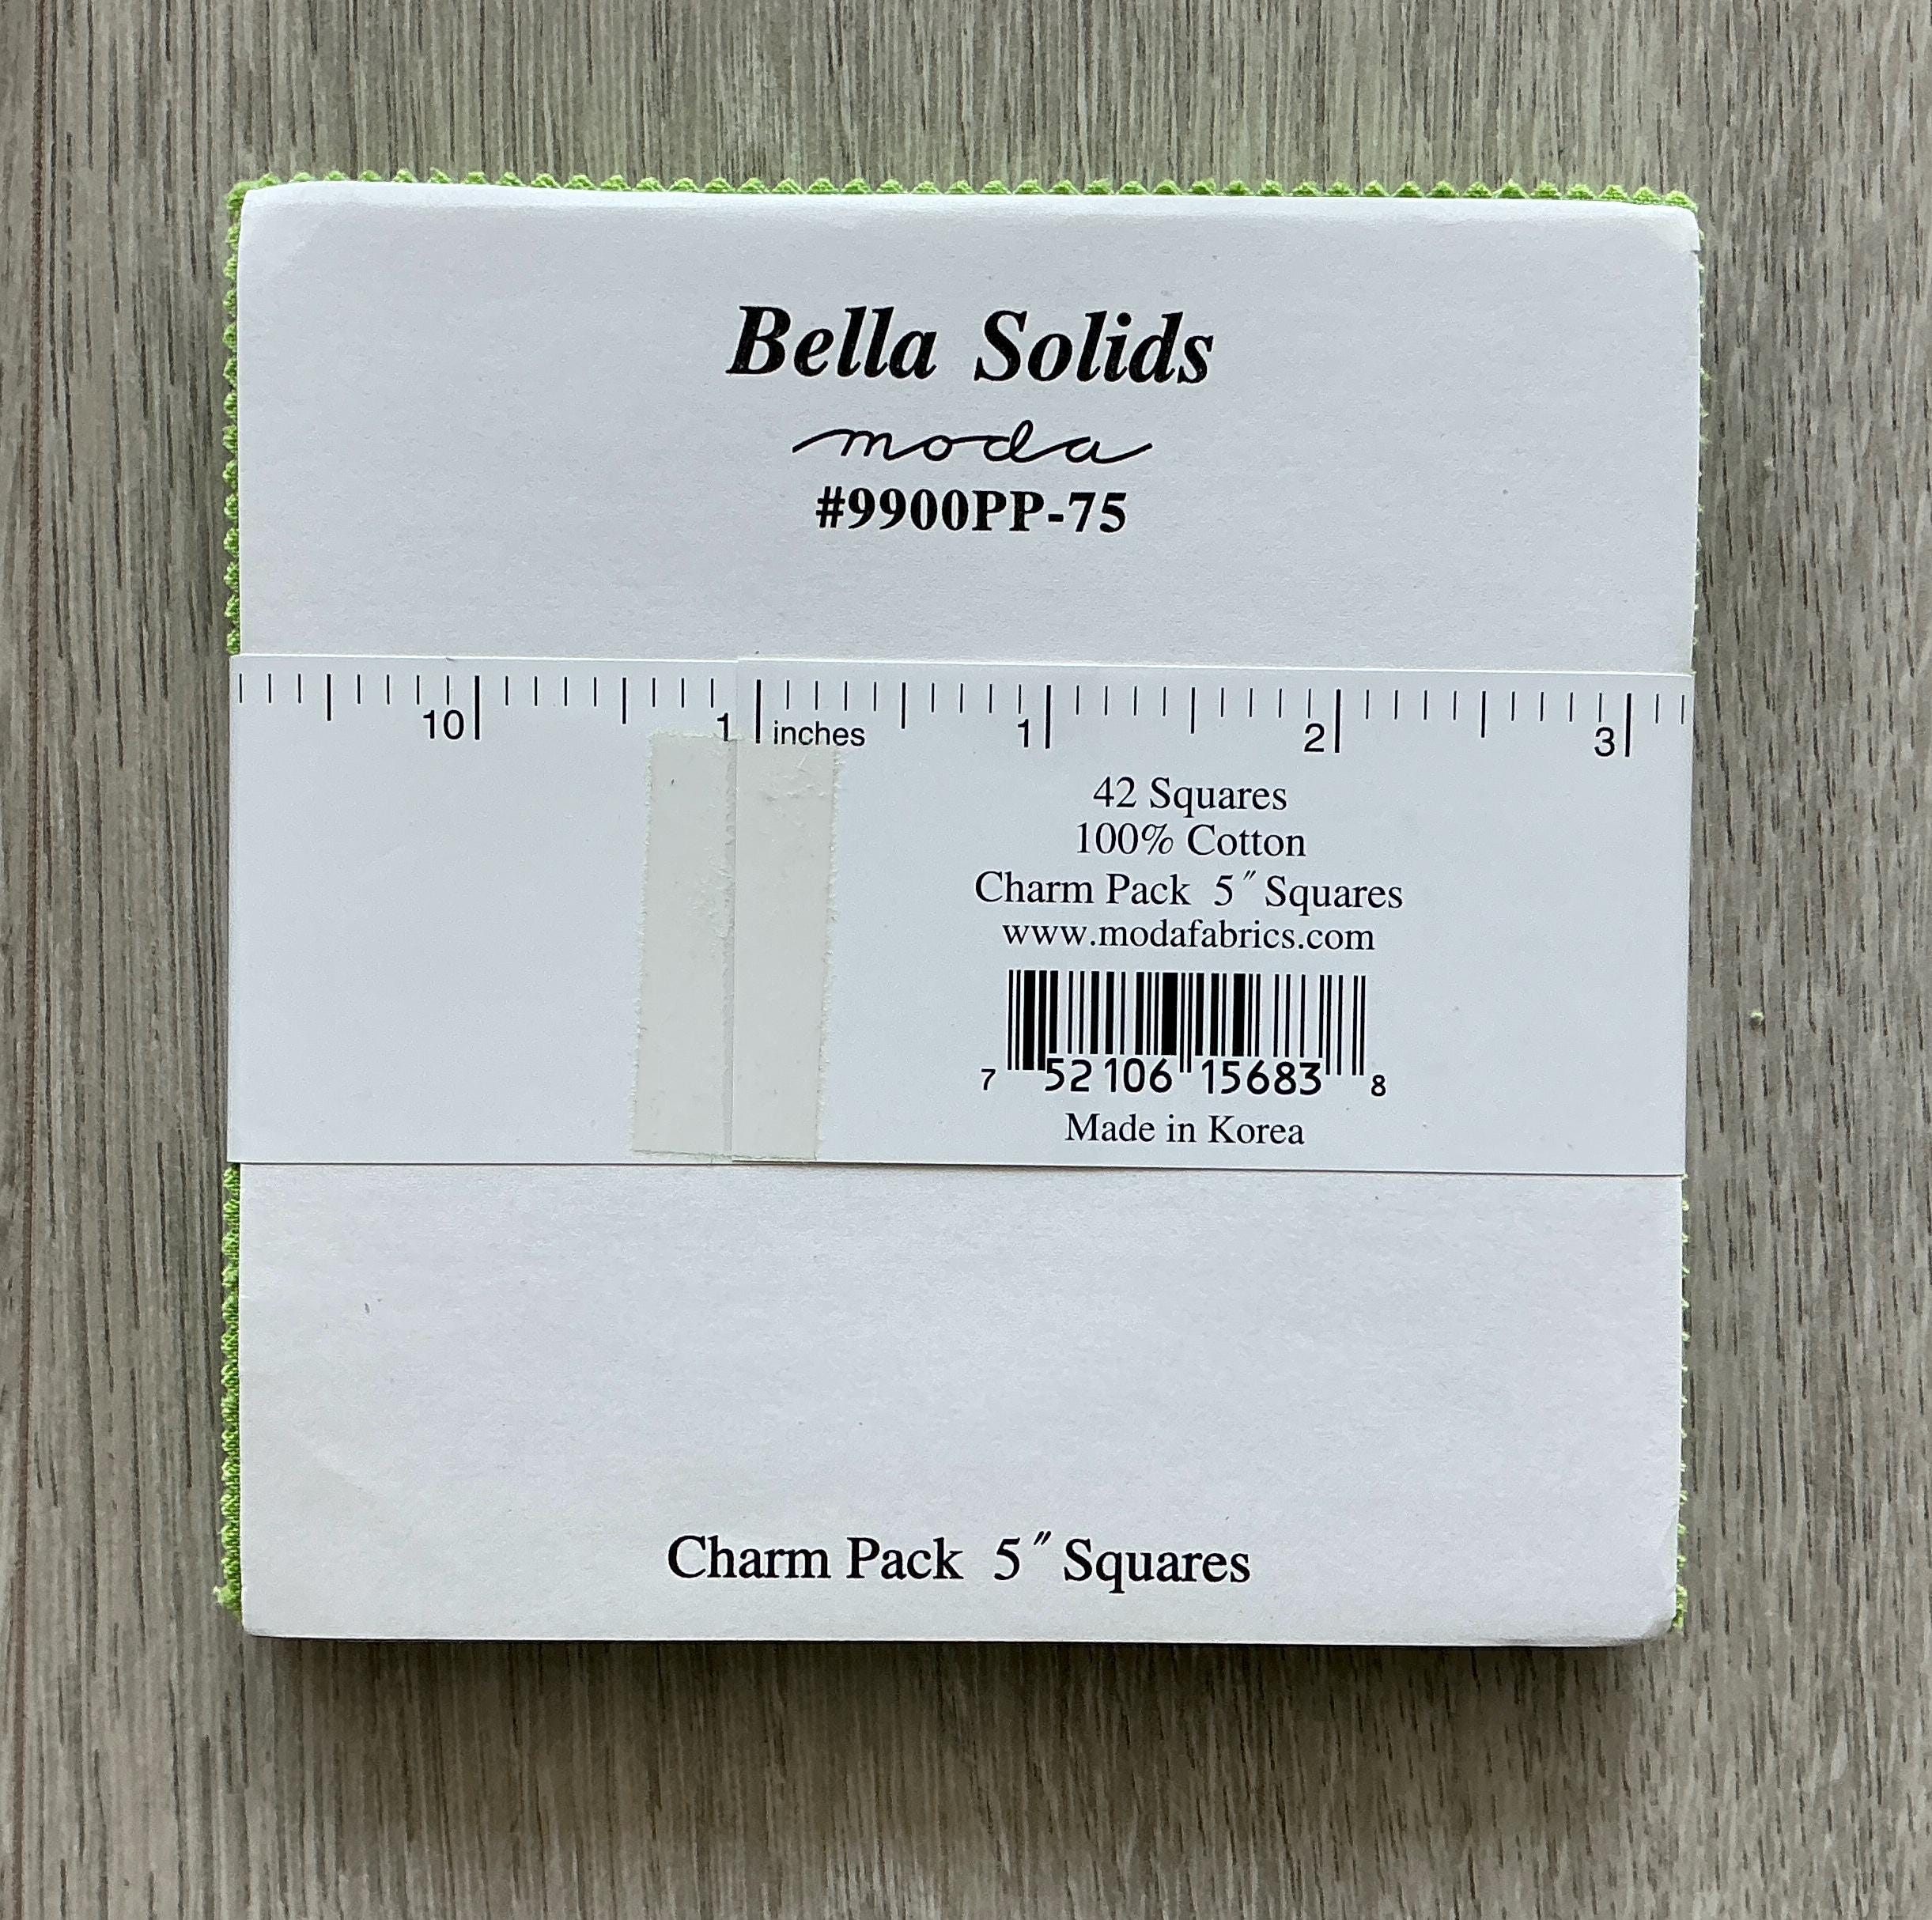 Bella Solids
moda
#9900PP-75
10 1 inches 1 2 3
42 Squares
100% Cotton
Charm Pack 5″ Squares
www.modafabrics.com
7 52106 15683 8
Made in Korea
Charm Pack 5″ Squares